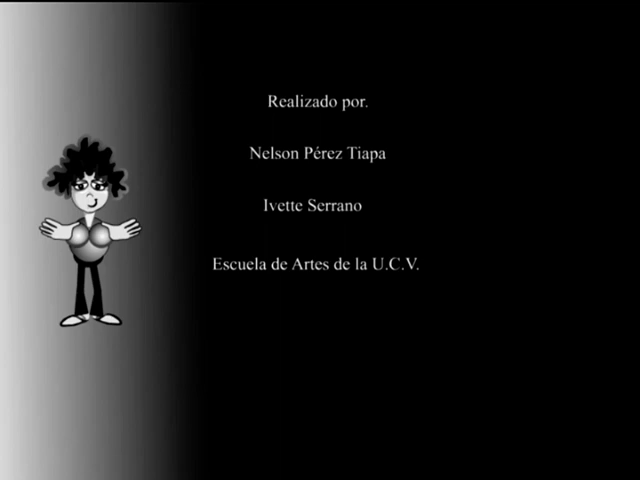 Realizado por.
Nelson Pérez Tiapa
Ivette Serrano
Escuela de Artes de la U.C.V.